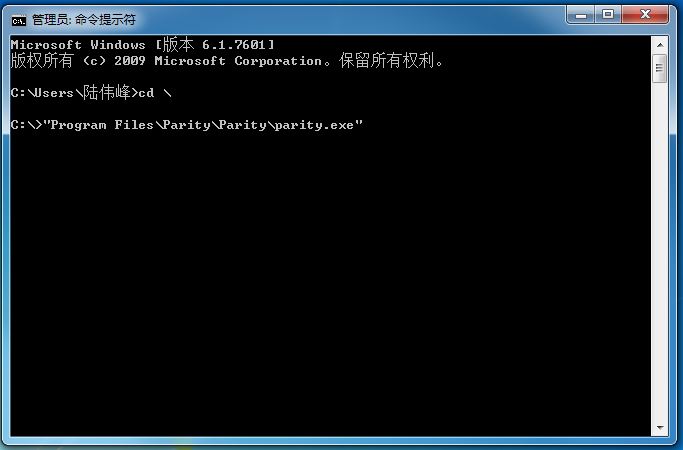 管理员: 命令提示符
Microsoft Windows [版本 6.1.7601]
版权所有 (c) 2009 Microsoft Corporation。保留所有权利。
C:\Users\陆伟峰>cd \
C:\>"Program Files\Parity\Parity\parity.exe"